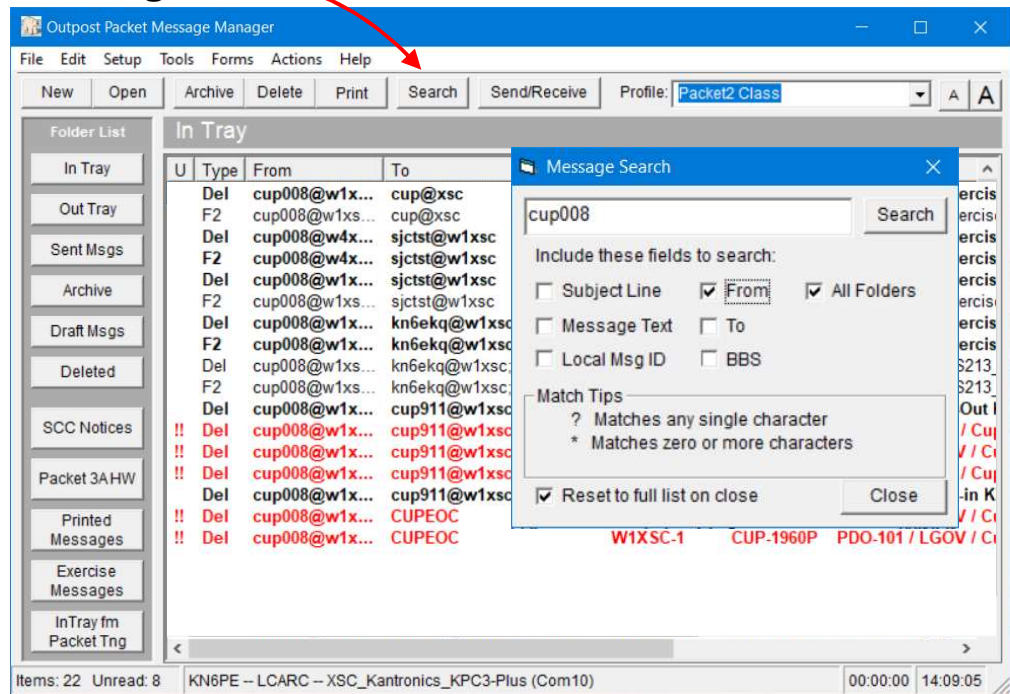 Outpost Packet Message Manager
File Edit Setup Tools Forms Actions Help
New Open Archive Delete Print Search Send/Receive Profile: Packet2 Class A A
Folder List
In Tray
Out Tray
Sent Msgs
Archive
Draft Msgs
Deleted
SCC Notices
Packet 3AHW
Printed
Messages
Exercise
Messages
InTray fm
Packet Tng
In Tray
U Type From To
Del cup008@w1x... cup@xsc
F2 cup008@w1xs... cup@xsc
Del cup008@w4x... sjctst@w1xsc
F2 cup008@w4x... sjctst@w1xsc
Del cup008@w1x... sjctst@w1xsc
F2 cup008@w1xs... sjctst@w1xsc
Del cup008@w1x... kn6ekq@w1xsc
F2 cup008@w1x... kn6ekq@w1xsc
Del cup008@w1xs... kn6ekq@w1xsc; S213_
F2 cup008@w1xs... kn6ekq@w1xsc; S213_
Del cup008@w1x... cup911@w1xsc Out
!! Del cup008@w1x... cup911@w1xsc
!! Del cup008@w1x... cup911@w1xsc
!! Del cup008@w1x... cup911@w1xsc
Del cup008@w1x... cup911@w1xsc
!! Del cup008@w1x... CUPEOC
!! Del cup008@w1x... CUPEOC W1XSC-1 CUP-1960P PDO-101 / LGOV /
Message Search
cup008 Search
Include these fields to search:
Subject Line From All Folders
Message Text To
Local Msg ID BBS
Match Tips
? Matches any single character
* Matches zero or more characters
Reset to full list on close Close
Items: 22 Unread: 8 KN6PE -- LCARC -- XSC_Kantronics_KPC3-Plus (Com10) 00:00:00 14:09:05